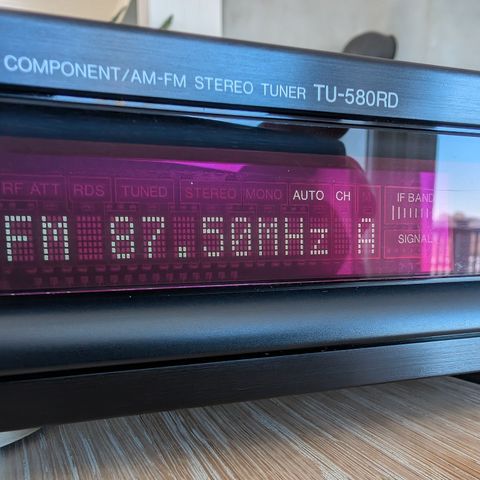 COMPONENT/AM-FM STEREO TUNER TU-580RD
RF ATT RDS TUNED STEREO MONO AUTO CH IF BAND
FM 87.50MHz A SIGNAL